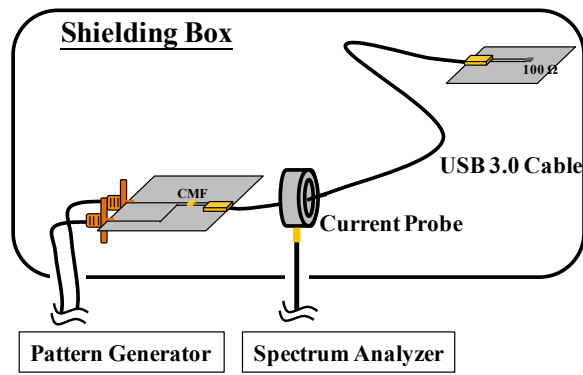 Shielding Box
100 Ω
USB 3.0 Cable
CMF
Current Probe
Pattern Generator
Spectrum Analyzer